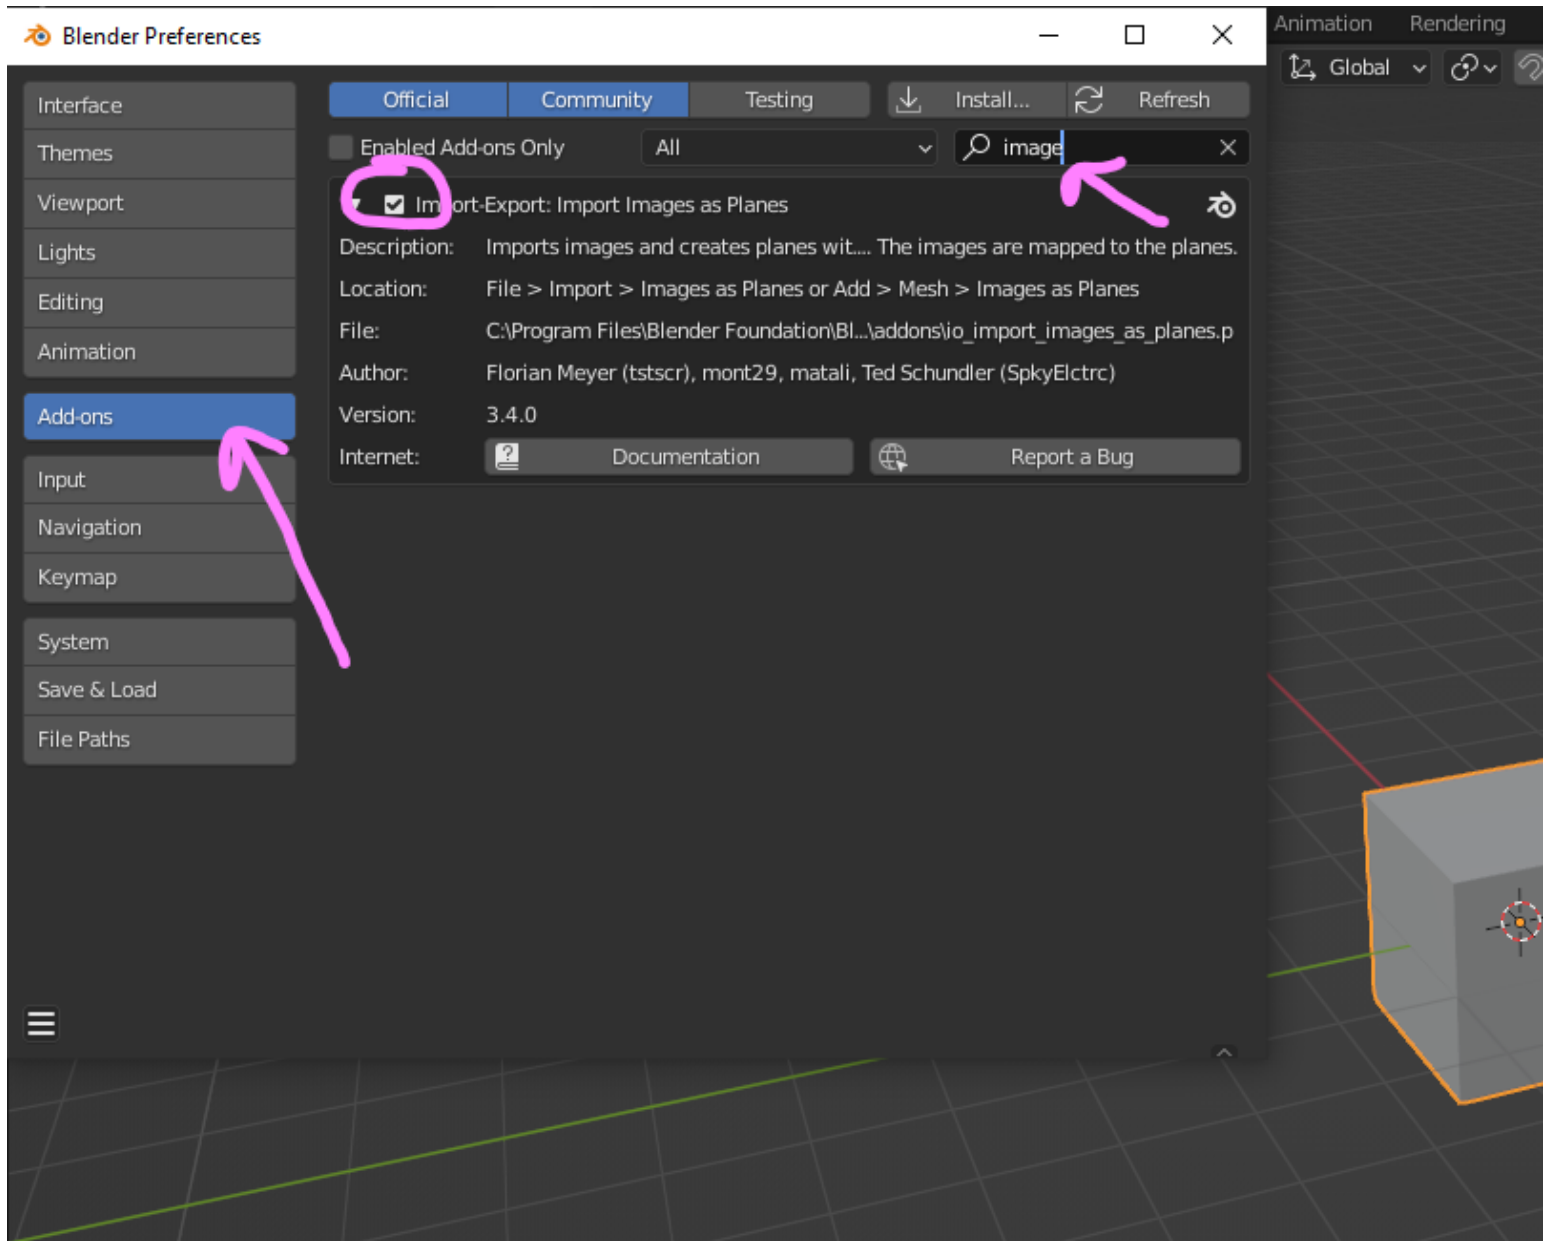 Blender Preferences
Animation Rendering
Global
Interface
Themes
Viewport
Lights
Editing
Animation
Add-ons
Input
Navigation
Keymap
System
Save & Load
File Paths
Official Community Testing Install... Refresh
Enabled Add-ons Only All image
Import-Export: Import Images as Planes
Description: Imports images and creates planes wit.... The images are mapped to the planes.
Location: File > Import > Images as Planes or Add > Mesh > Images as Planes
File: C:\Program Files\Blender Foundation\Bl...\addons\io_import_images_as_planes.p
Author: Florian Meyer (tstscr), mont29, matali, Ted Schundler (SpkyElctrc)
Version: 3.4.0
Internet: Documentation Report a Bug